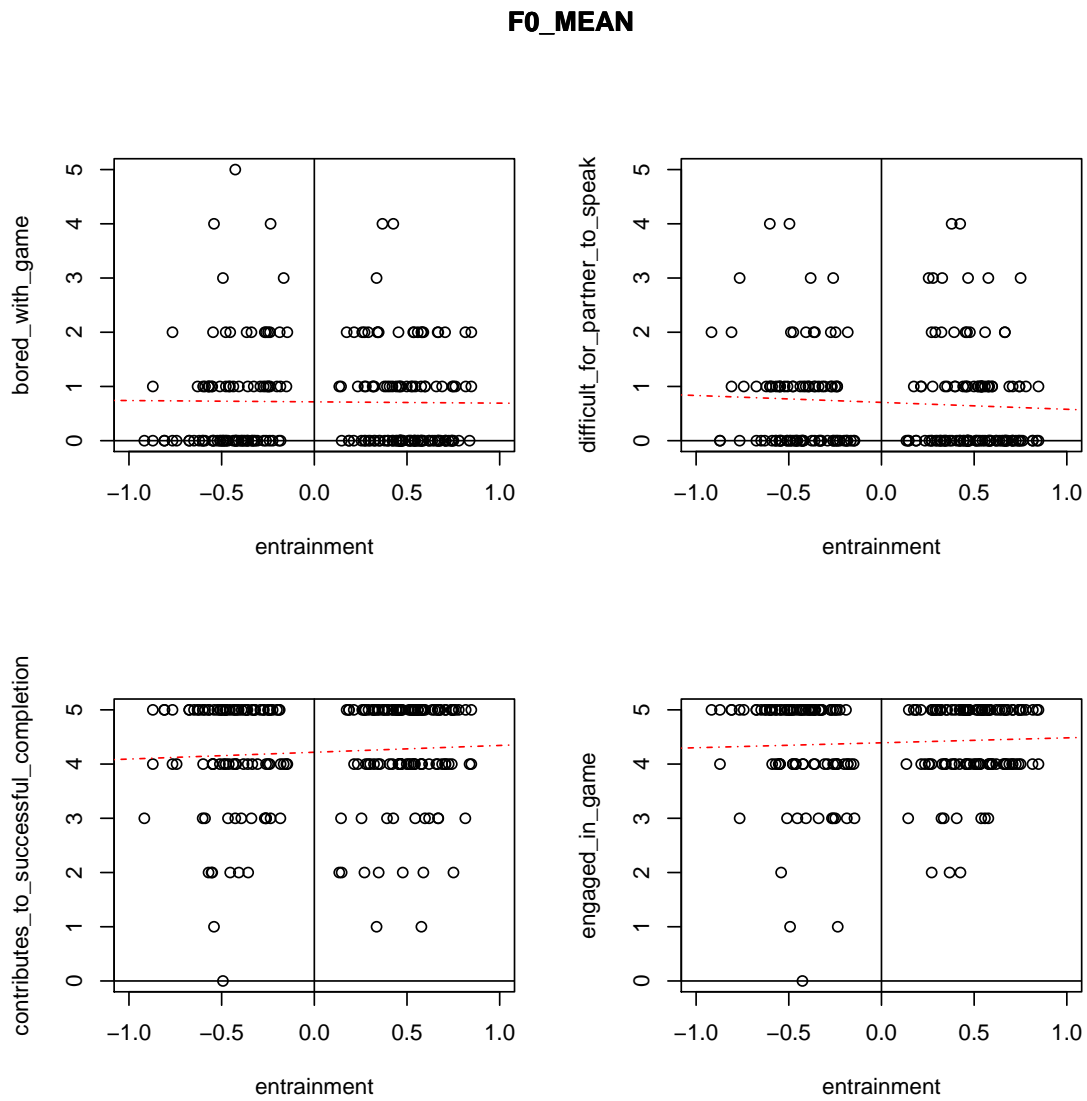 F0_MEAN
bored_with_game
5
4
3
2
1
0
−1.0 −0.5 0.0 0.5 1.0
entrainment
difficult_for_partner_to_speak
5
4
3
2
1
0
−1.0 −0.5 0.0 0.5 1.0
entrainment
contributes_to_successful_completion
5
4
3
2
1
0
−1.0 −0.5 0.0 0.5 1.0
entrainment
engaged_in_game
5
4
3
2
1
0
−1.0 −0.5 0.0 0.5 1.0
entrainment